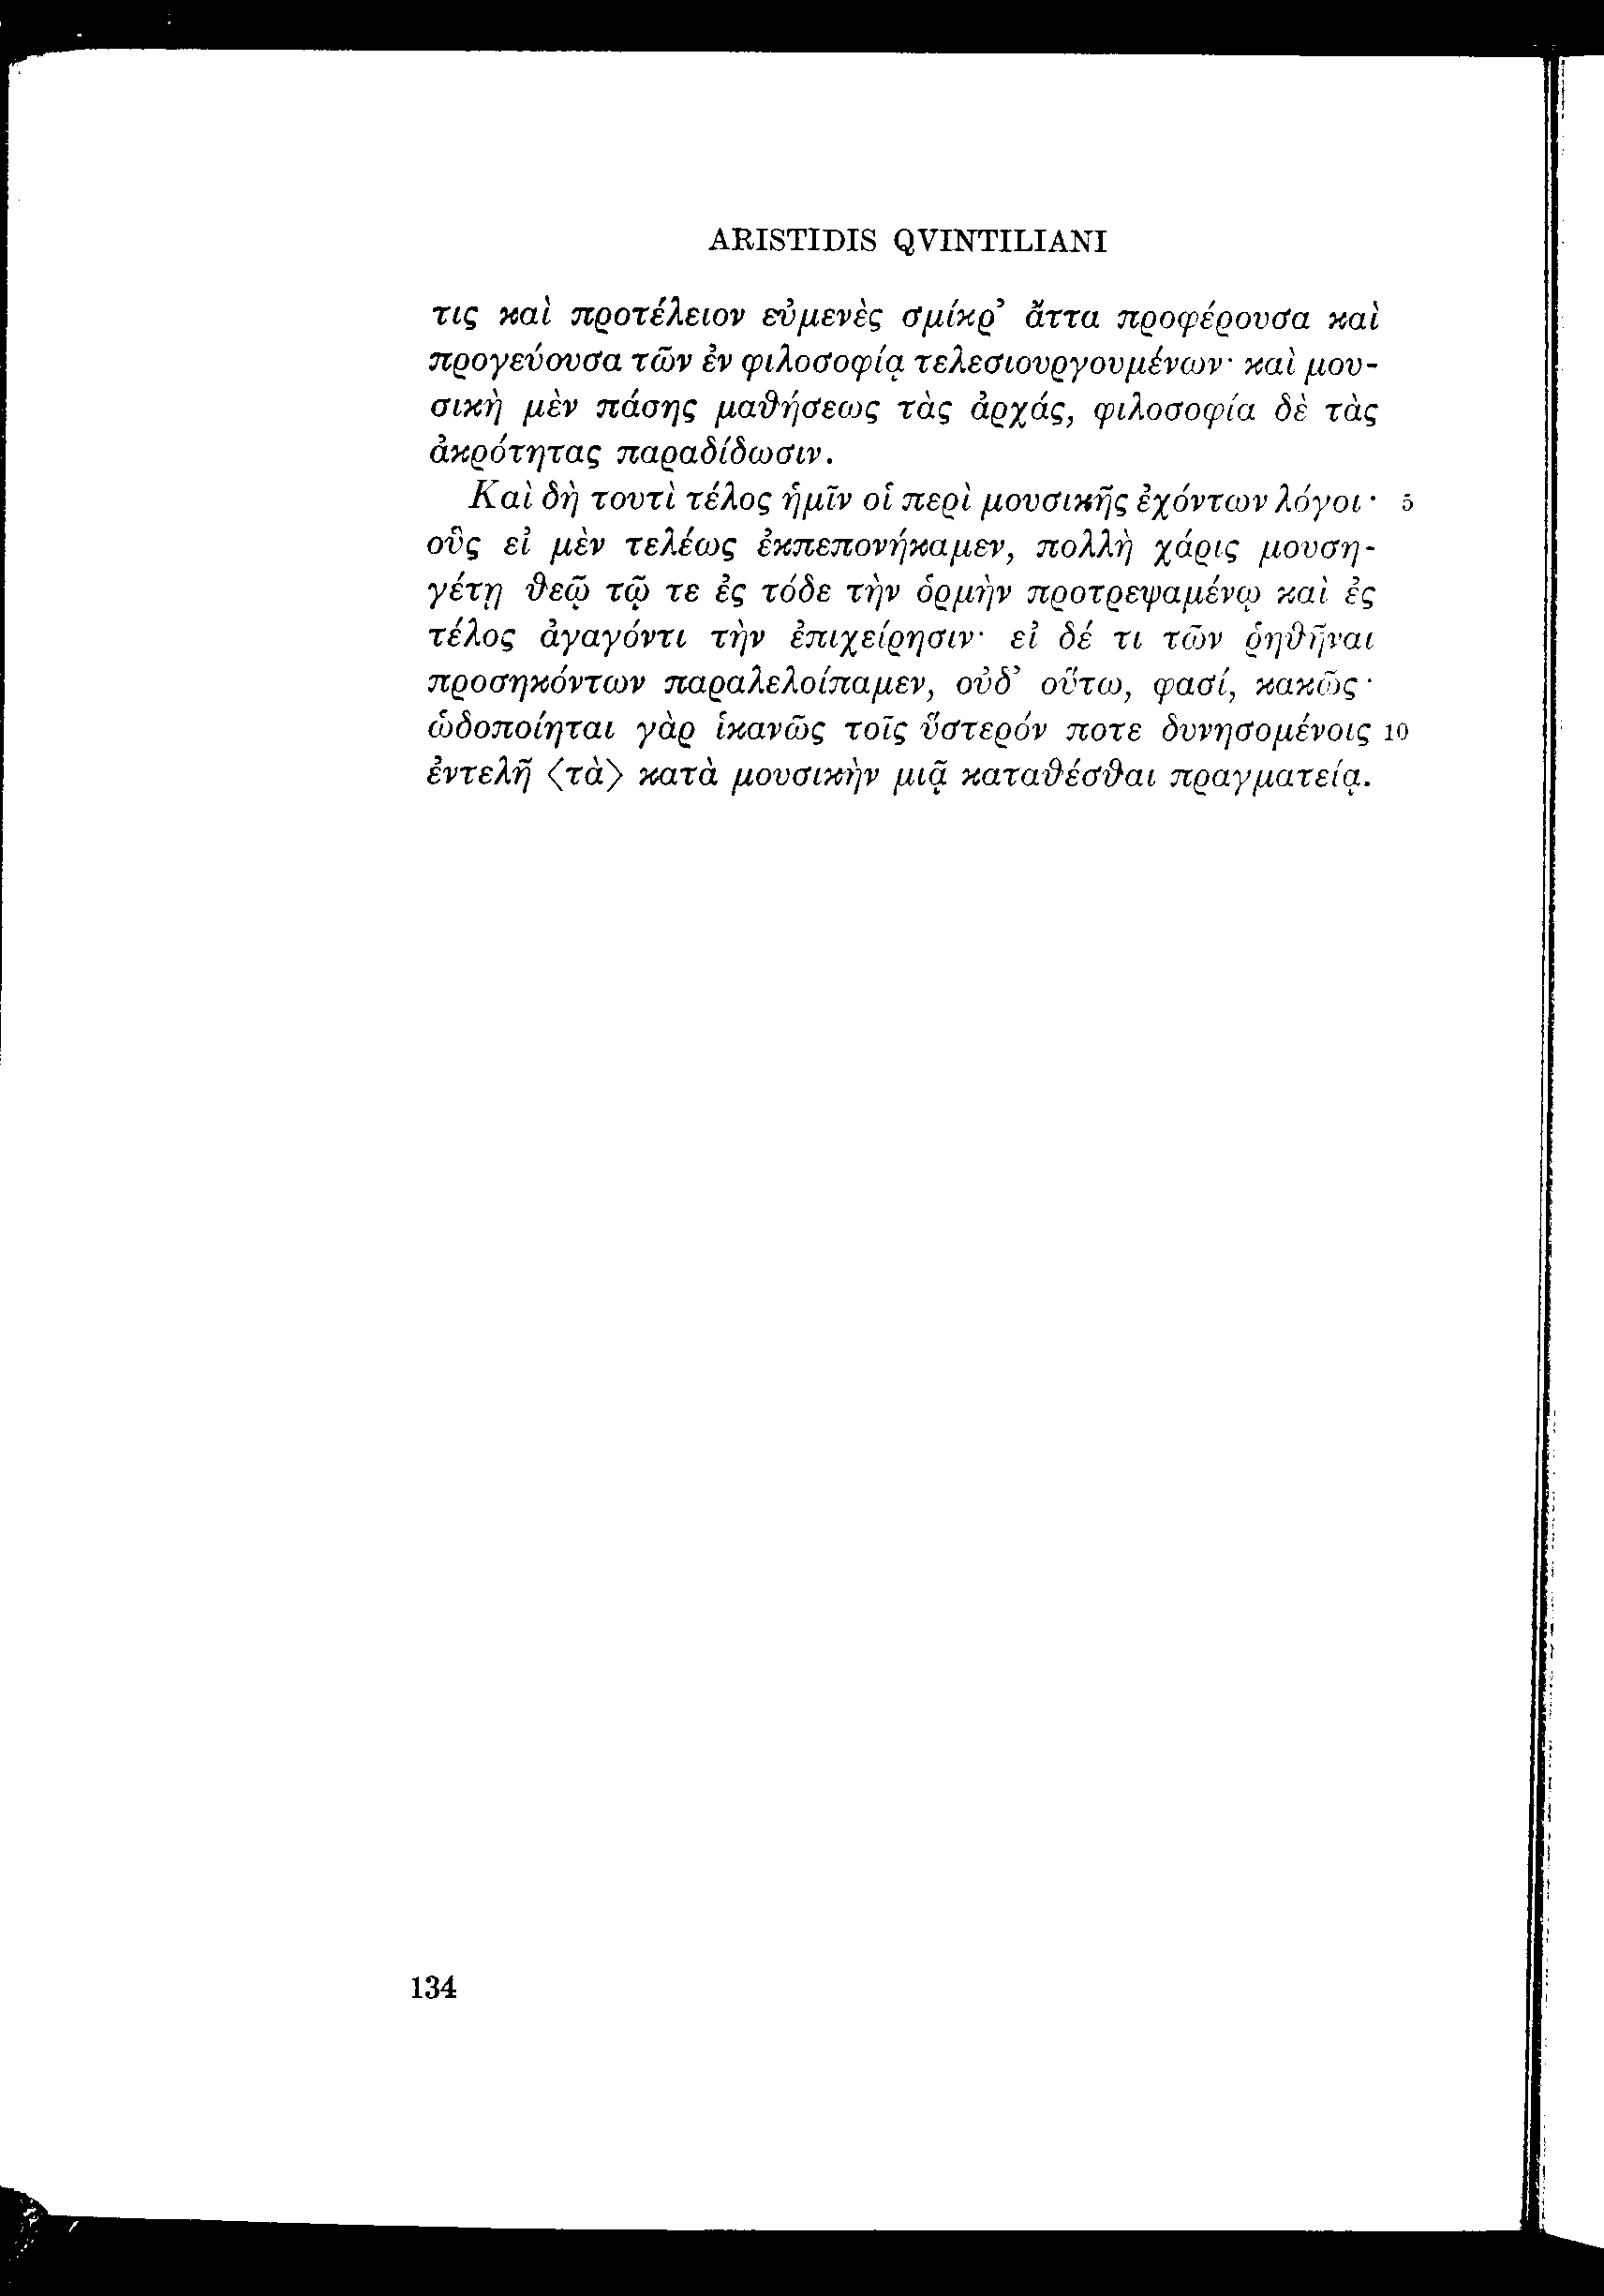 ARISTIDIS QVINTILIANI
τις καὶ προτέλειον εὐμενὲς σμίκρ’ ἄττα προφέρουσα καὶ
προγεύουσα τῶν ἐν φιλοσοφίᾳ τελεσιουργουμένων· καὶ μου-
σικὴ μὲν πάσης μαθήσεως τὰς ἀρχάς, φιλοσοφία δὲ τὰς
ἀκρότητας παραδίδωσιν.
Καὶ δὴ τουτὶ τέλος ἡμῖν οἱ περὶ μουσικῆς ἐχόντων λόγοι· 5
οὓς εἰ μὲν τελέως ἐκπεπονήκαμεν, πολλὴ χάρις μουση-
γέτῃ θεῷ τῷ τε ἐς τόδε τὴν ὁρμὴν προτρεψαμένῳ καὶ ἐς
τέλος ἀγαγόντι τὴν ἐπιχείρησιν· εἰ δέ τι τῶν ῥηθῆναι
προσηκόντων παραλελοίπαμεν, οὐδ’ οὕτω, φασί, κακῶς·
ὡδοποίηται γὰρ ἱκανῶς τοῖς ὕστερόν ποτε δυνησομένοις 10
ἐντελῆ ⟨τὰ⟩ κατὰ μουσικὴν μιᾷ καταθέσθαι πραγματείᾳ.
134